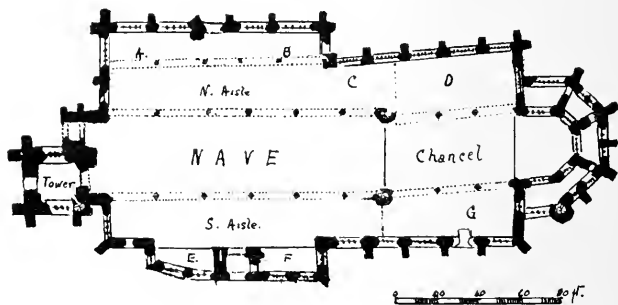 A. B
N. Aisle C D
NAVE Chancel
Tower
S. Aisle. G
E. F
0 20 40 60 80 ft.